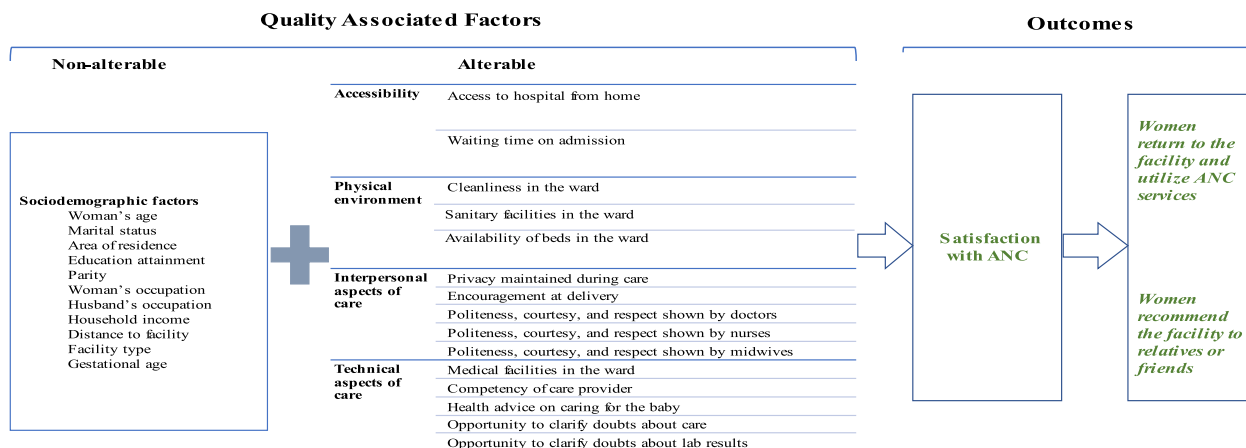 Quality Associated Factors
Outcomes
Non-alterable
Alterable
Sociodemographic factors
Woman's age
Marital status
Area of residence
Education attainment
Parity
Woman's occupation
Husband's occupation
Household income
Distance to facility
Facility type
Gestational age
Accessibility
Access to hospital from home
Waiting time on admission
Physical
environment
Cleanliness in the ward
Sanitary facilities in the ward
Availability of beds in the ward
Interpersonal
aspects of
care
Privacy maintained during care
Encouragement at delivery
Politeness, courtesy, and respect shown by doctors
Politeness, courtesy, and respect shown by nurses
Politeness, courtesy, and respect shown by midwives
Technical
aspects of
care
Medical facilities in the ward
Competency of care provider
Health advice on caring for the baby
Opportunity to clarify doubts about care
Opportunity to clarify doubts about lab results
Satisfaction
with ANC
Women
return to the
facility and
utilize ANC
services
Women
recommend
the facility to
relatives or
friends